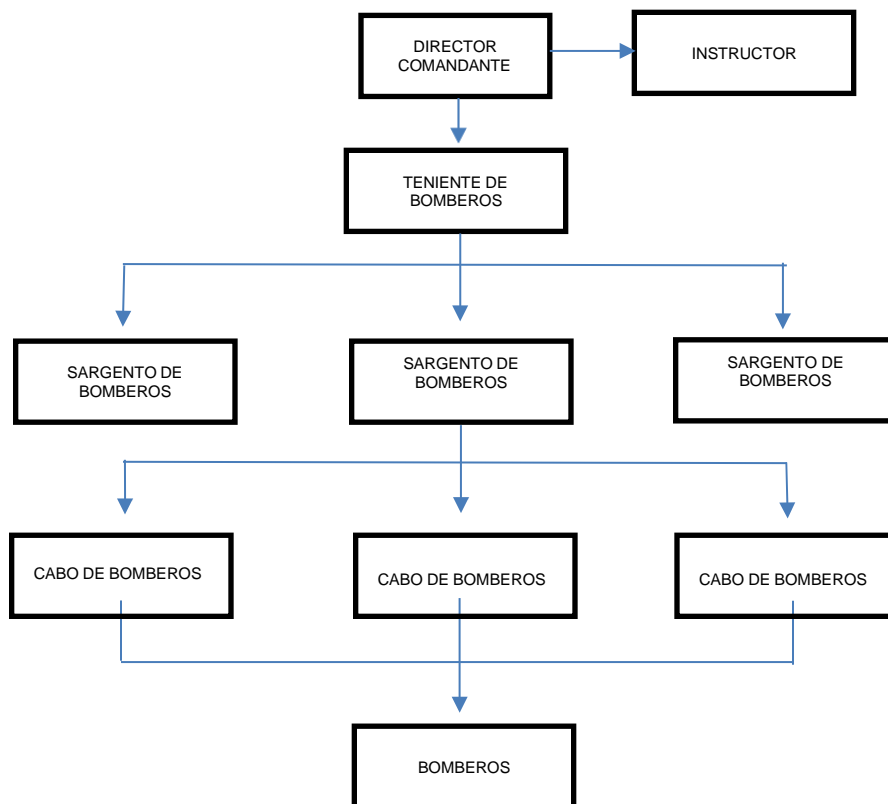 DIRECTOR
COMANDANTE
INSTRUCTOR
TENIENTE DE
BOMBEROS
SARGENTO DE
BOMBEROS
SARGENTO DE
BOMBEROS
SARGENTO DE
BOMBEROS
CABO DE BOMBEROS
CABO DE BOMBEROS
CABO DE BOMBEROS
BOMBEROS